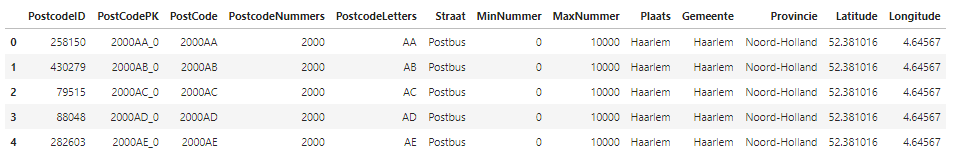 PostcodeID PostCodePK PostCode PostcodeNummers PostcodeLetters Straat MinNummer MaxNummer Plaats Gemeente Provincie Latitude Longitude
0 258150 2000AA_0 2000AA 2000 AA Postbus 0 10000 Haarlem Haarlem Noord-Holland 52.381016 4.64567
1 430279 2000AB_0 2000AB 2000 AB Postbus 0 10000 Haarlem Haarlem Noord-Holland 52.381016 4.64567
2 79515 2000AC_0 2000AC 2000 AC Postbus 0 10000 Haarlem Haarlem Noord-Holland 52.381016 4.64567
3 88048 2000AD_0 2000AD 2000 AD Postbus 0 10000 Haarlem Haarlem Noord-Holland 52.381016 4.64567
4 282603 2000AE_0 2000AE 2000 AE Postbus 0 10000 Haarlem Haarlem Noord-Holland 52.381016 4.64567